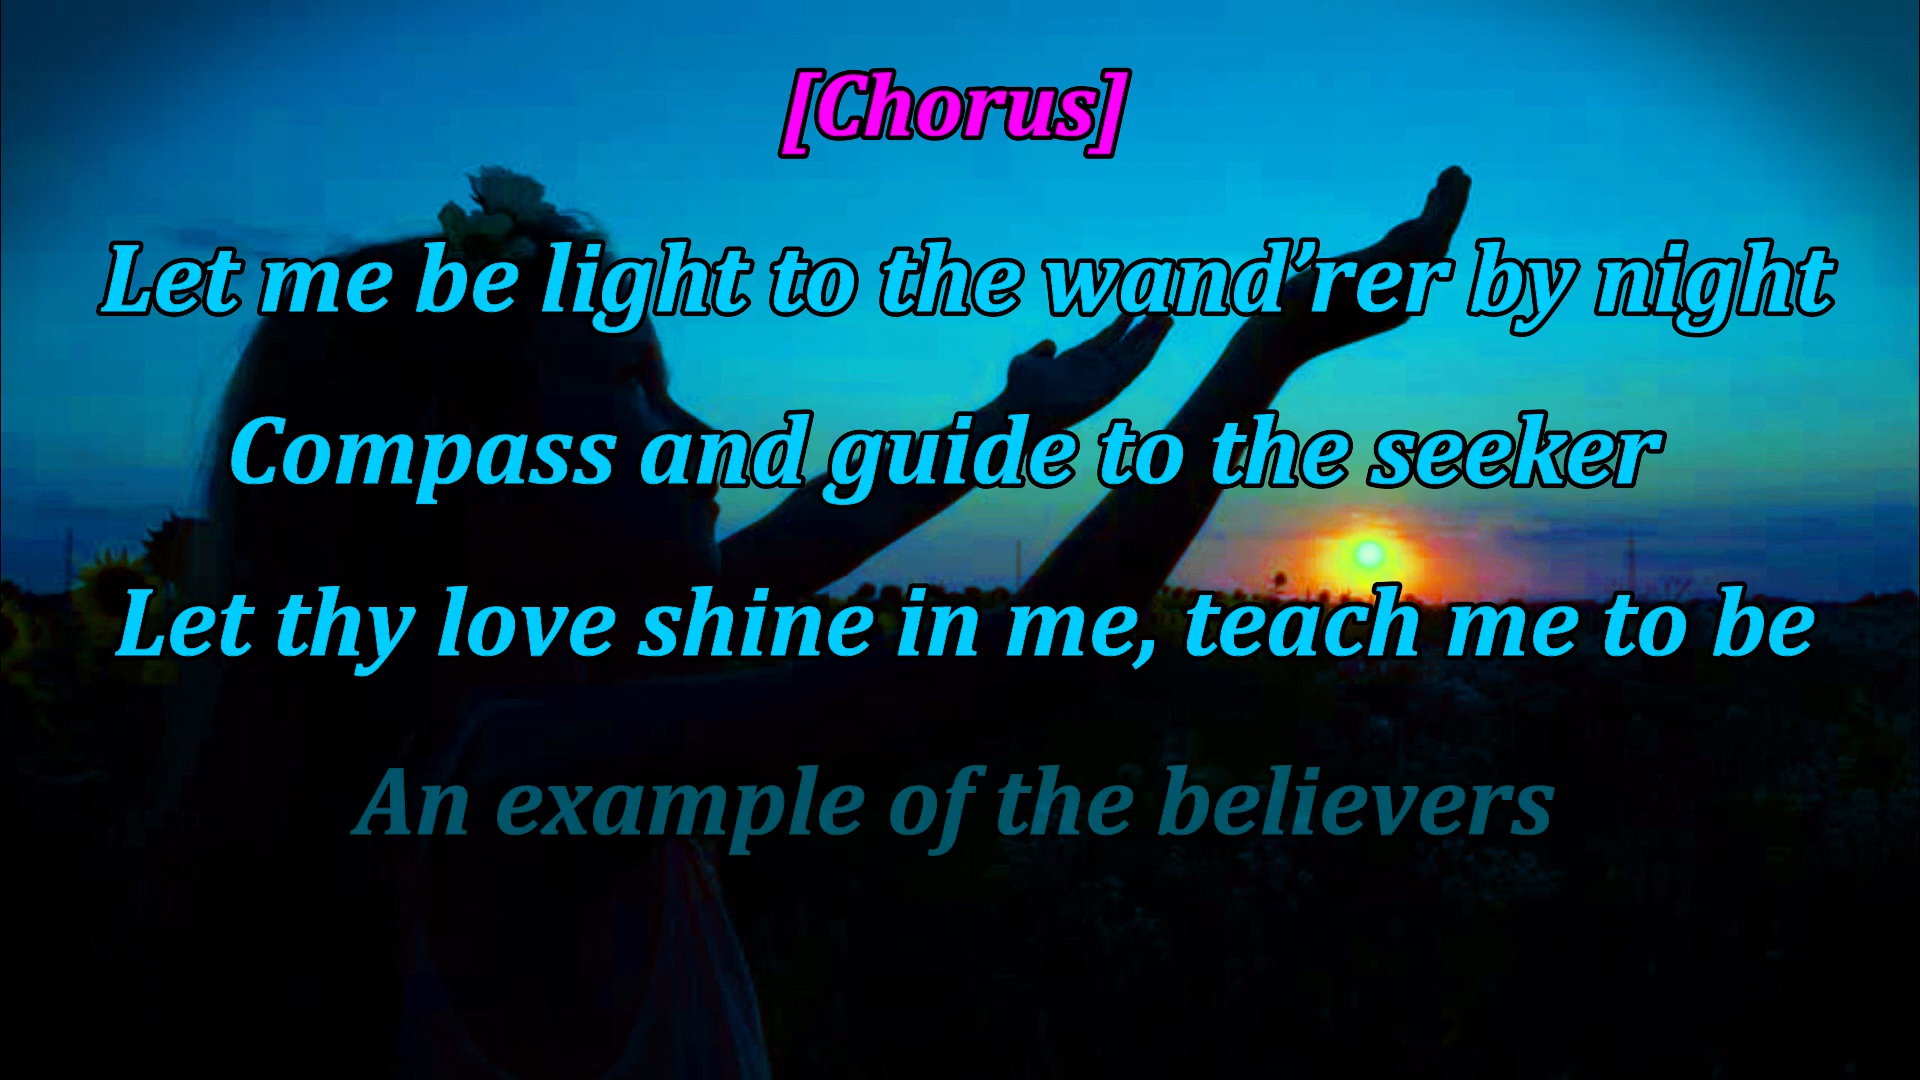 [Chorus]
Let me be light to the wand’rer by night
Compass and guide to the seeker
Let thy love shine in me, teach me to be
An example of the believers